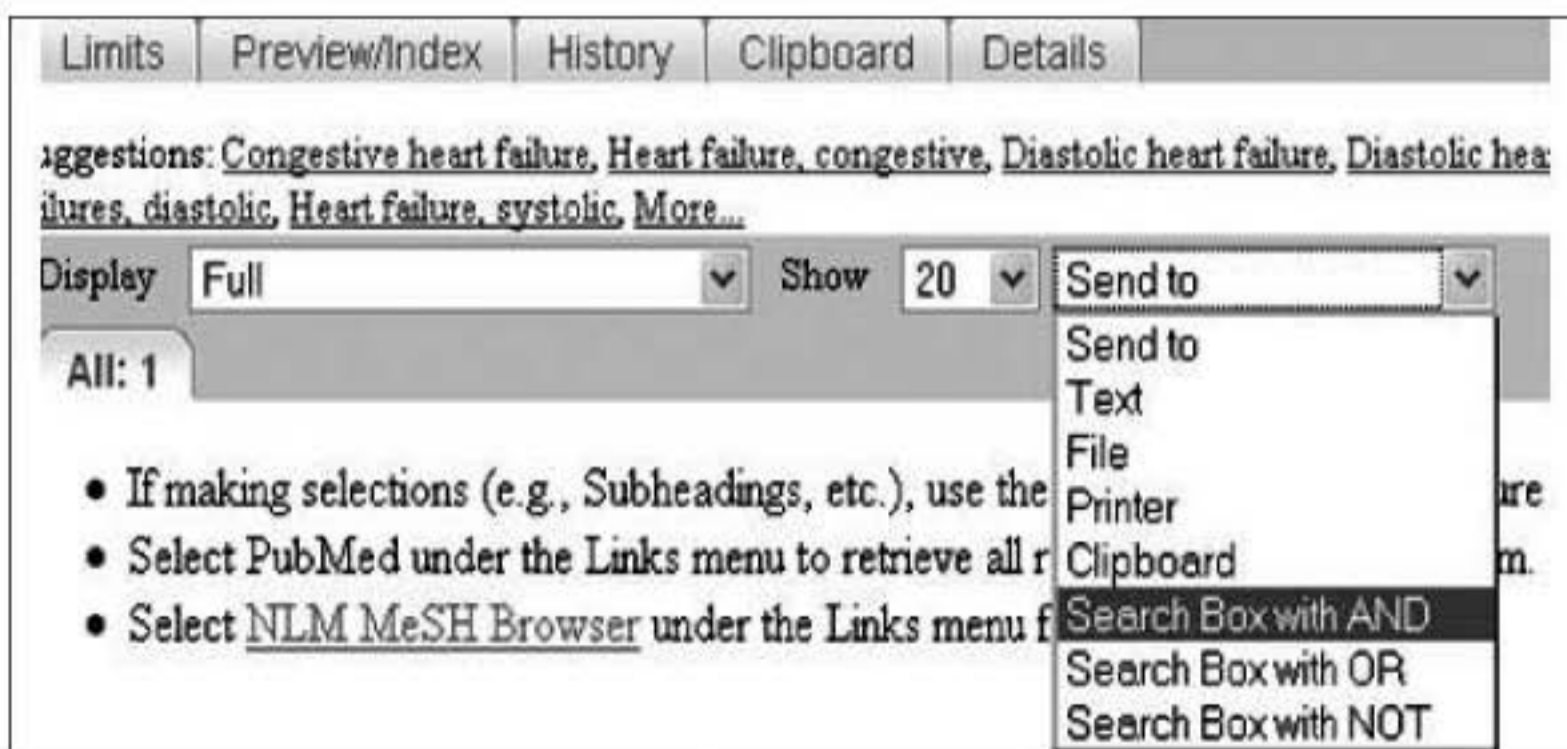 Limits Preview/Index History Clipboard Details
uggestions: Congestive heart failure, Heart failure, congestive, Diastolic heart failure, Diastolic hea
ilures, diastolic, Heart failure, systolic, More...
Display Full Show 20 Send to
Send to
All: 1
Text
File
If making selections (e.g., Subheadings, etc.), use the ure
Printer
Select PubMed under the Links menu to retrieve all r m.
Clipboard
Select NLM MeSH Browser under the Links menu f
Search Box with AND
Search Box with OR
Search Box with NOT